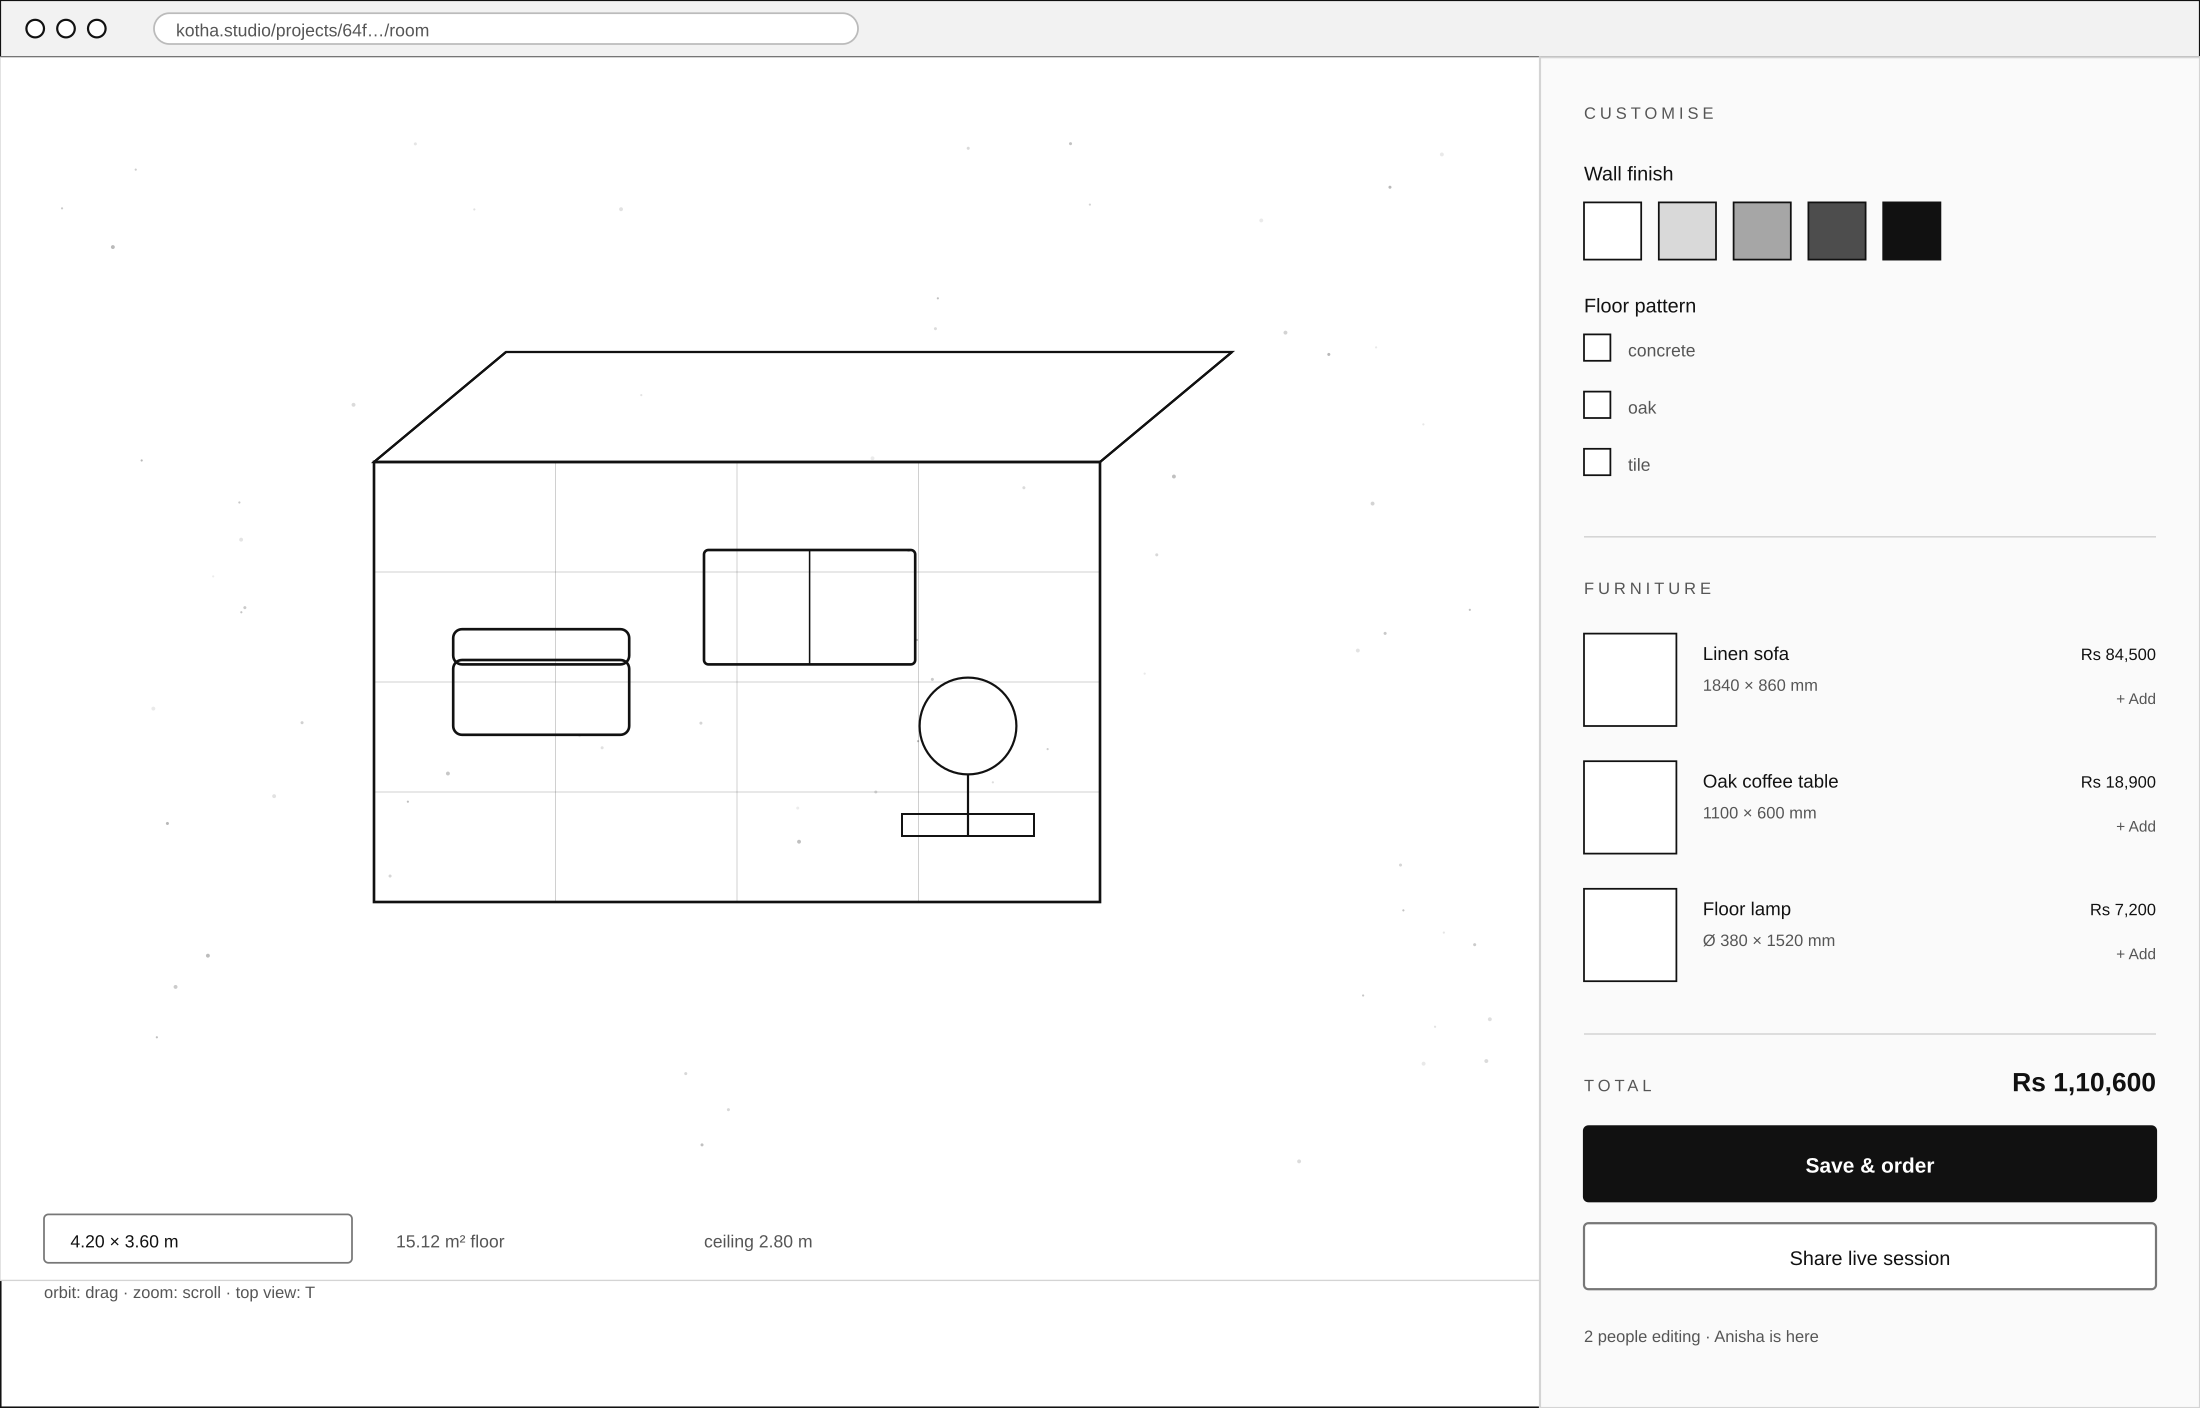 kotha.studio/projects/64f…/room
CUSTOMISE
Wall finish
Floor pattern
concrete
oak
tile
FURNITURE
Linen sofa
Rs 84,500
1840 × 860 mm
+ Add
Oak coffee table
Rs 18,900
1100 × 600 mm
+ Add
Floor lamp
Rs 7,200
Ø 380 × 1520 mm
+ Add
TOTAL
Rs 1,10,600
Save & order
Share live session
2 people editing · Anisha is here
4.20 × 3.60 m
15.12 m² floor
ceiling 2.80 m
orbit: drag · zoom: scroll · top view: T